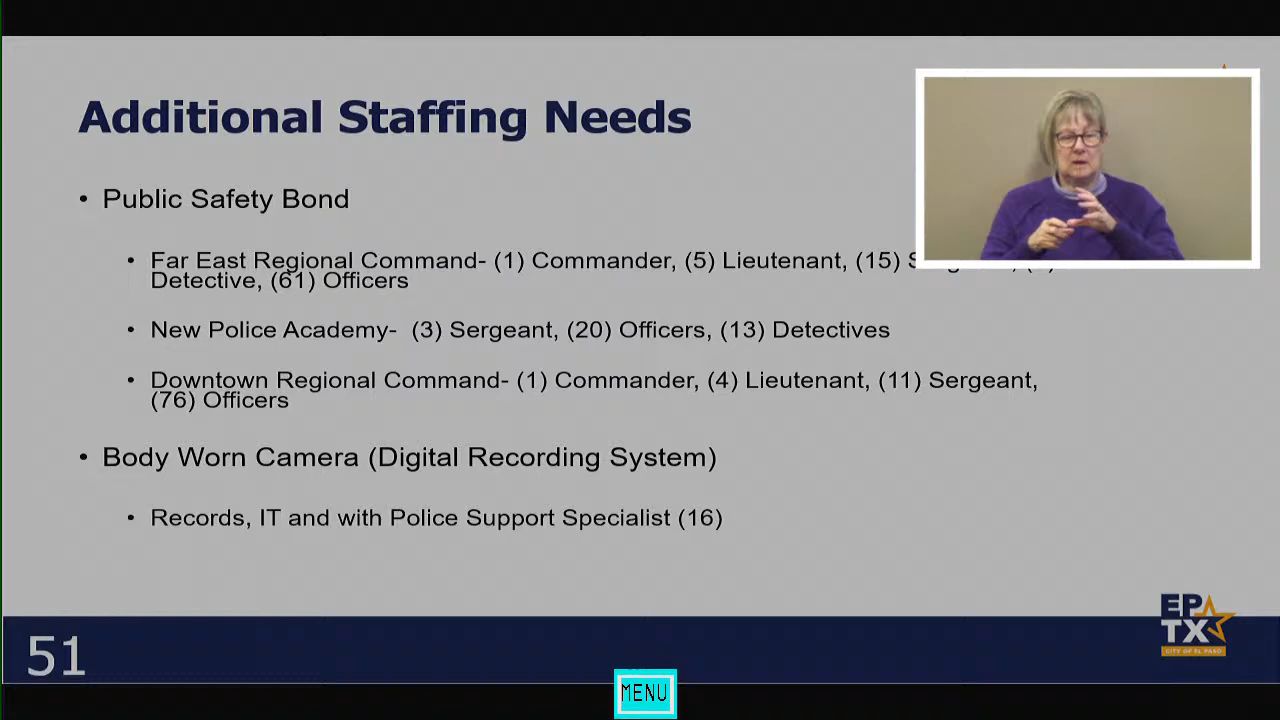 Additional Staffing Needs
• Public Safety Bond
• Far East Regional Command- (1) Commander, (5) Lieutenant, (15)
Detective, (61) Officers
• New Police Academy-  (3) Sergeant, (20) Officers, (13) Detectives
• Downtown Regional Command- (1) Commander, (4) Lieutenant, (11) Sergeant,
(76) Officers
• Body Worn Camera (Digital Recording System)
• Records, IT and with Police Support Specialist (16)
51
EP
TX
CITY OF EL PASO
MENU